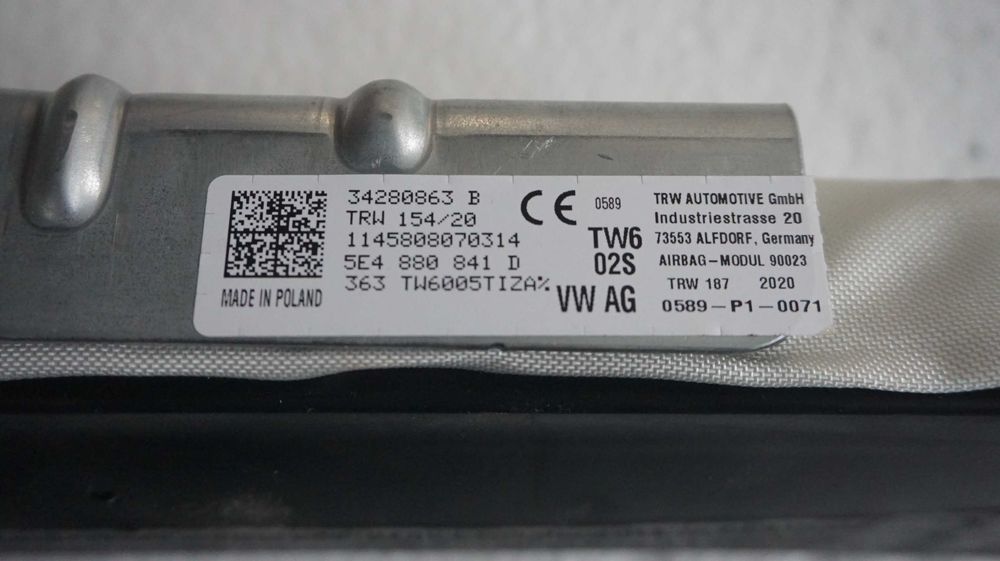 34280863 B
TRW 154/20
1145808070314
5E4 880 841 D
363 TW6005TIZA%
MADE IN POLAND
CE 0589
TW6
02S
VW AG
TRW AUTOMOTIVE GmbH
Industriestrasse 20
73553 ALFDORF, Germany
AIRBAG-MODUL 90023
TRW 187 2020
0589-P1-0071